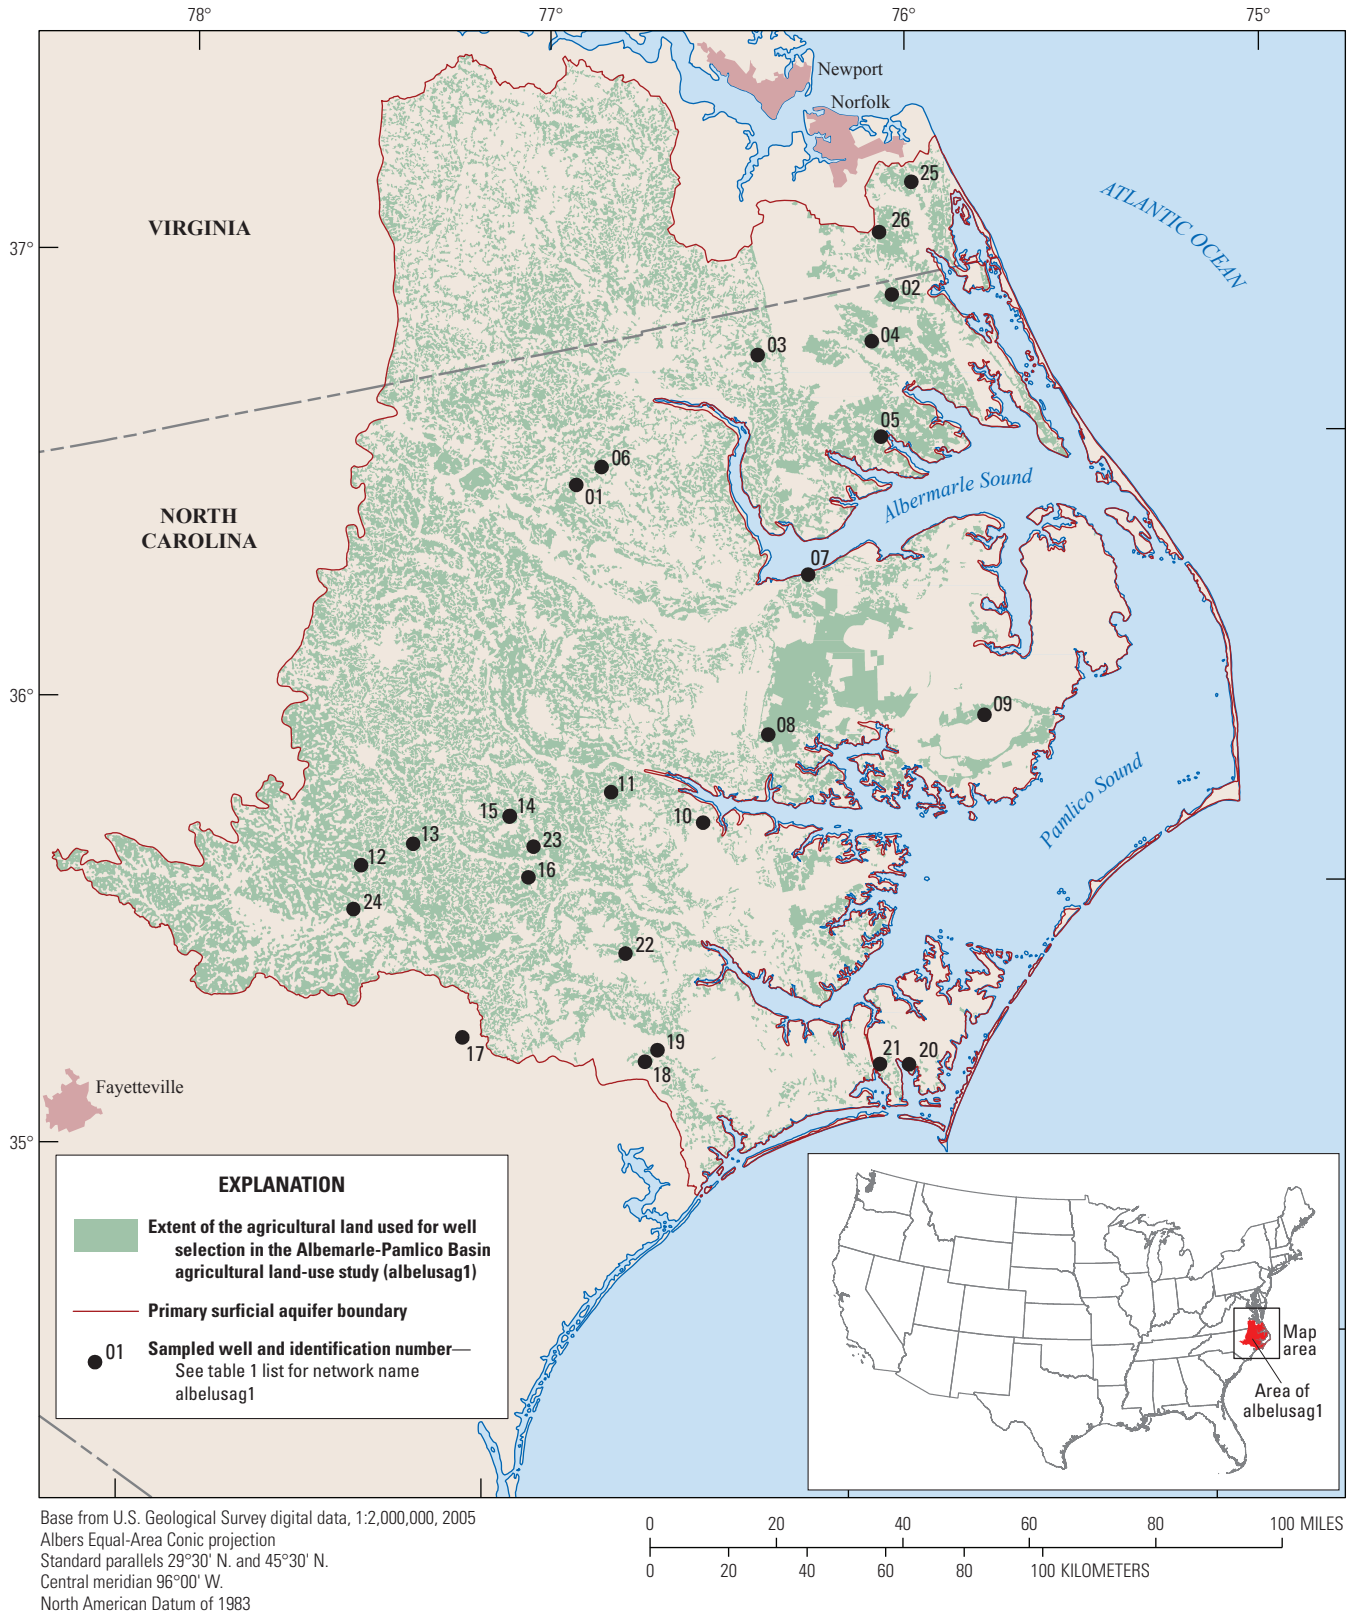 78°
77°
76°
75°
Newport
Norfolk
25
ATLANTIC OCEAN
VIRGINIA
26
37°
02
04
03
05
06
01
Albermarle Sound
NORTH
CAROLINA
07
36°
09
08
Pamlico Sound
11
15
14
10
13
23
12
16
24
22
17
19
18
21
20
Fayetteville
35°
EXPLANATION
Extent of the agricultural land used for well
selection in the Albemarle-Pamlico Basin
agricultural land-use study (albelusag1)
Primary surficial aquifer boundary
01
Sampled well and identification number—
See table 1 list for network name
albelusag1
Map
area
Area of
albelusag1
Base from U.S. Geological Survey digital data, 1:2,000,000, 2005
Albers Equal-Area Conic projection
Standard parallels 29°30' N. and 45°30' N.
Central meridian 96°00' W.
North American Datum of 1983
0 20 40 60 80 100 MILES
0 20 40 60 80 100 KILOMETERS